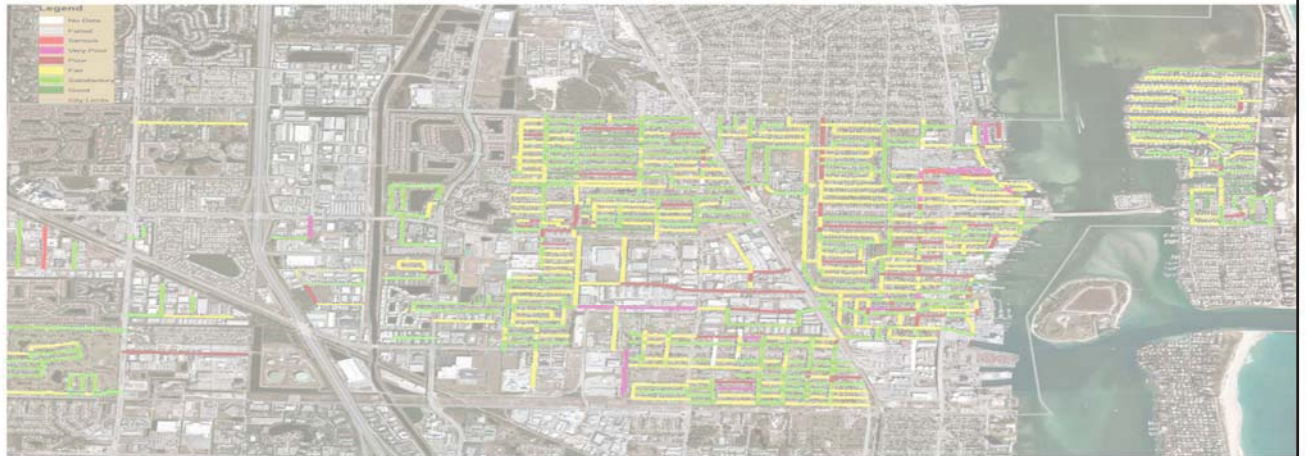 Legend
No Data
Failed
Serious
Very Poor
Poor
Fair
Satisfactory
Good
City Limits